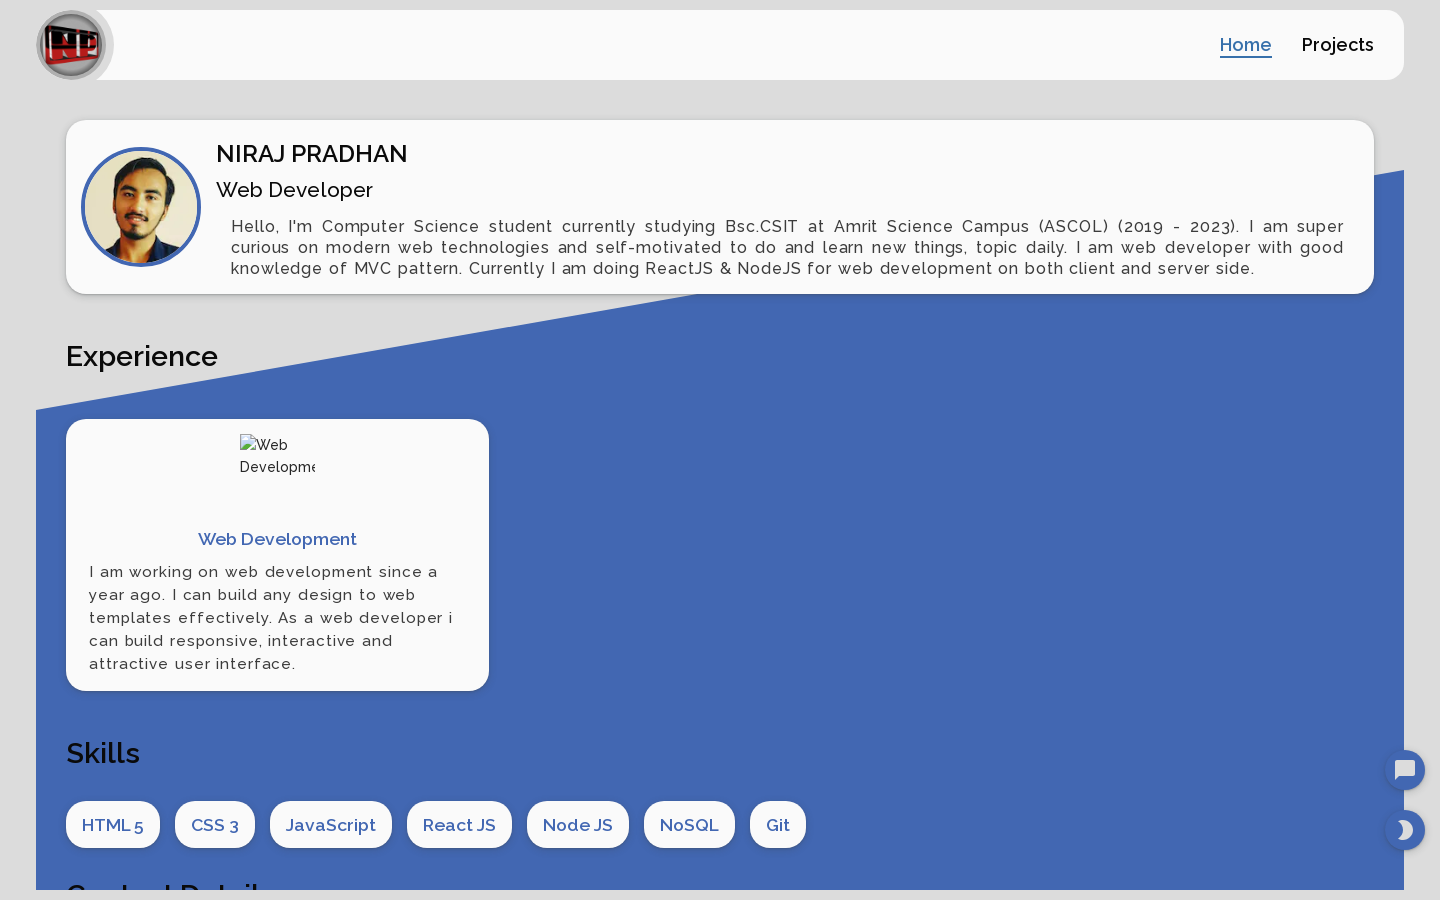 NP
Home Projects
NIRAJ PRADHAN
Web Developer
Hello, I'm Computer Science student currently studying Bsc.CSIT at Amrit Science Campus (ASCOL) (2019 - 2023). I am super
curious on modern web technologies and self-motivated to do and learn new things, topic daily. I am web developer with good
knowledge of MVC pattern. Currently I am doing ReactJS & NodeJS for web development on both client and server side.
Experience
Web
Developme
Web Development
I am working on web development since a
year ago. I can build any design to web
templates effectively. As a web developer i
can build responsive, interactive and
attractive user interface.
Skills
HTML 5 CSS 3 JavaScript React JS Node JS NoSQL Git